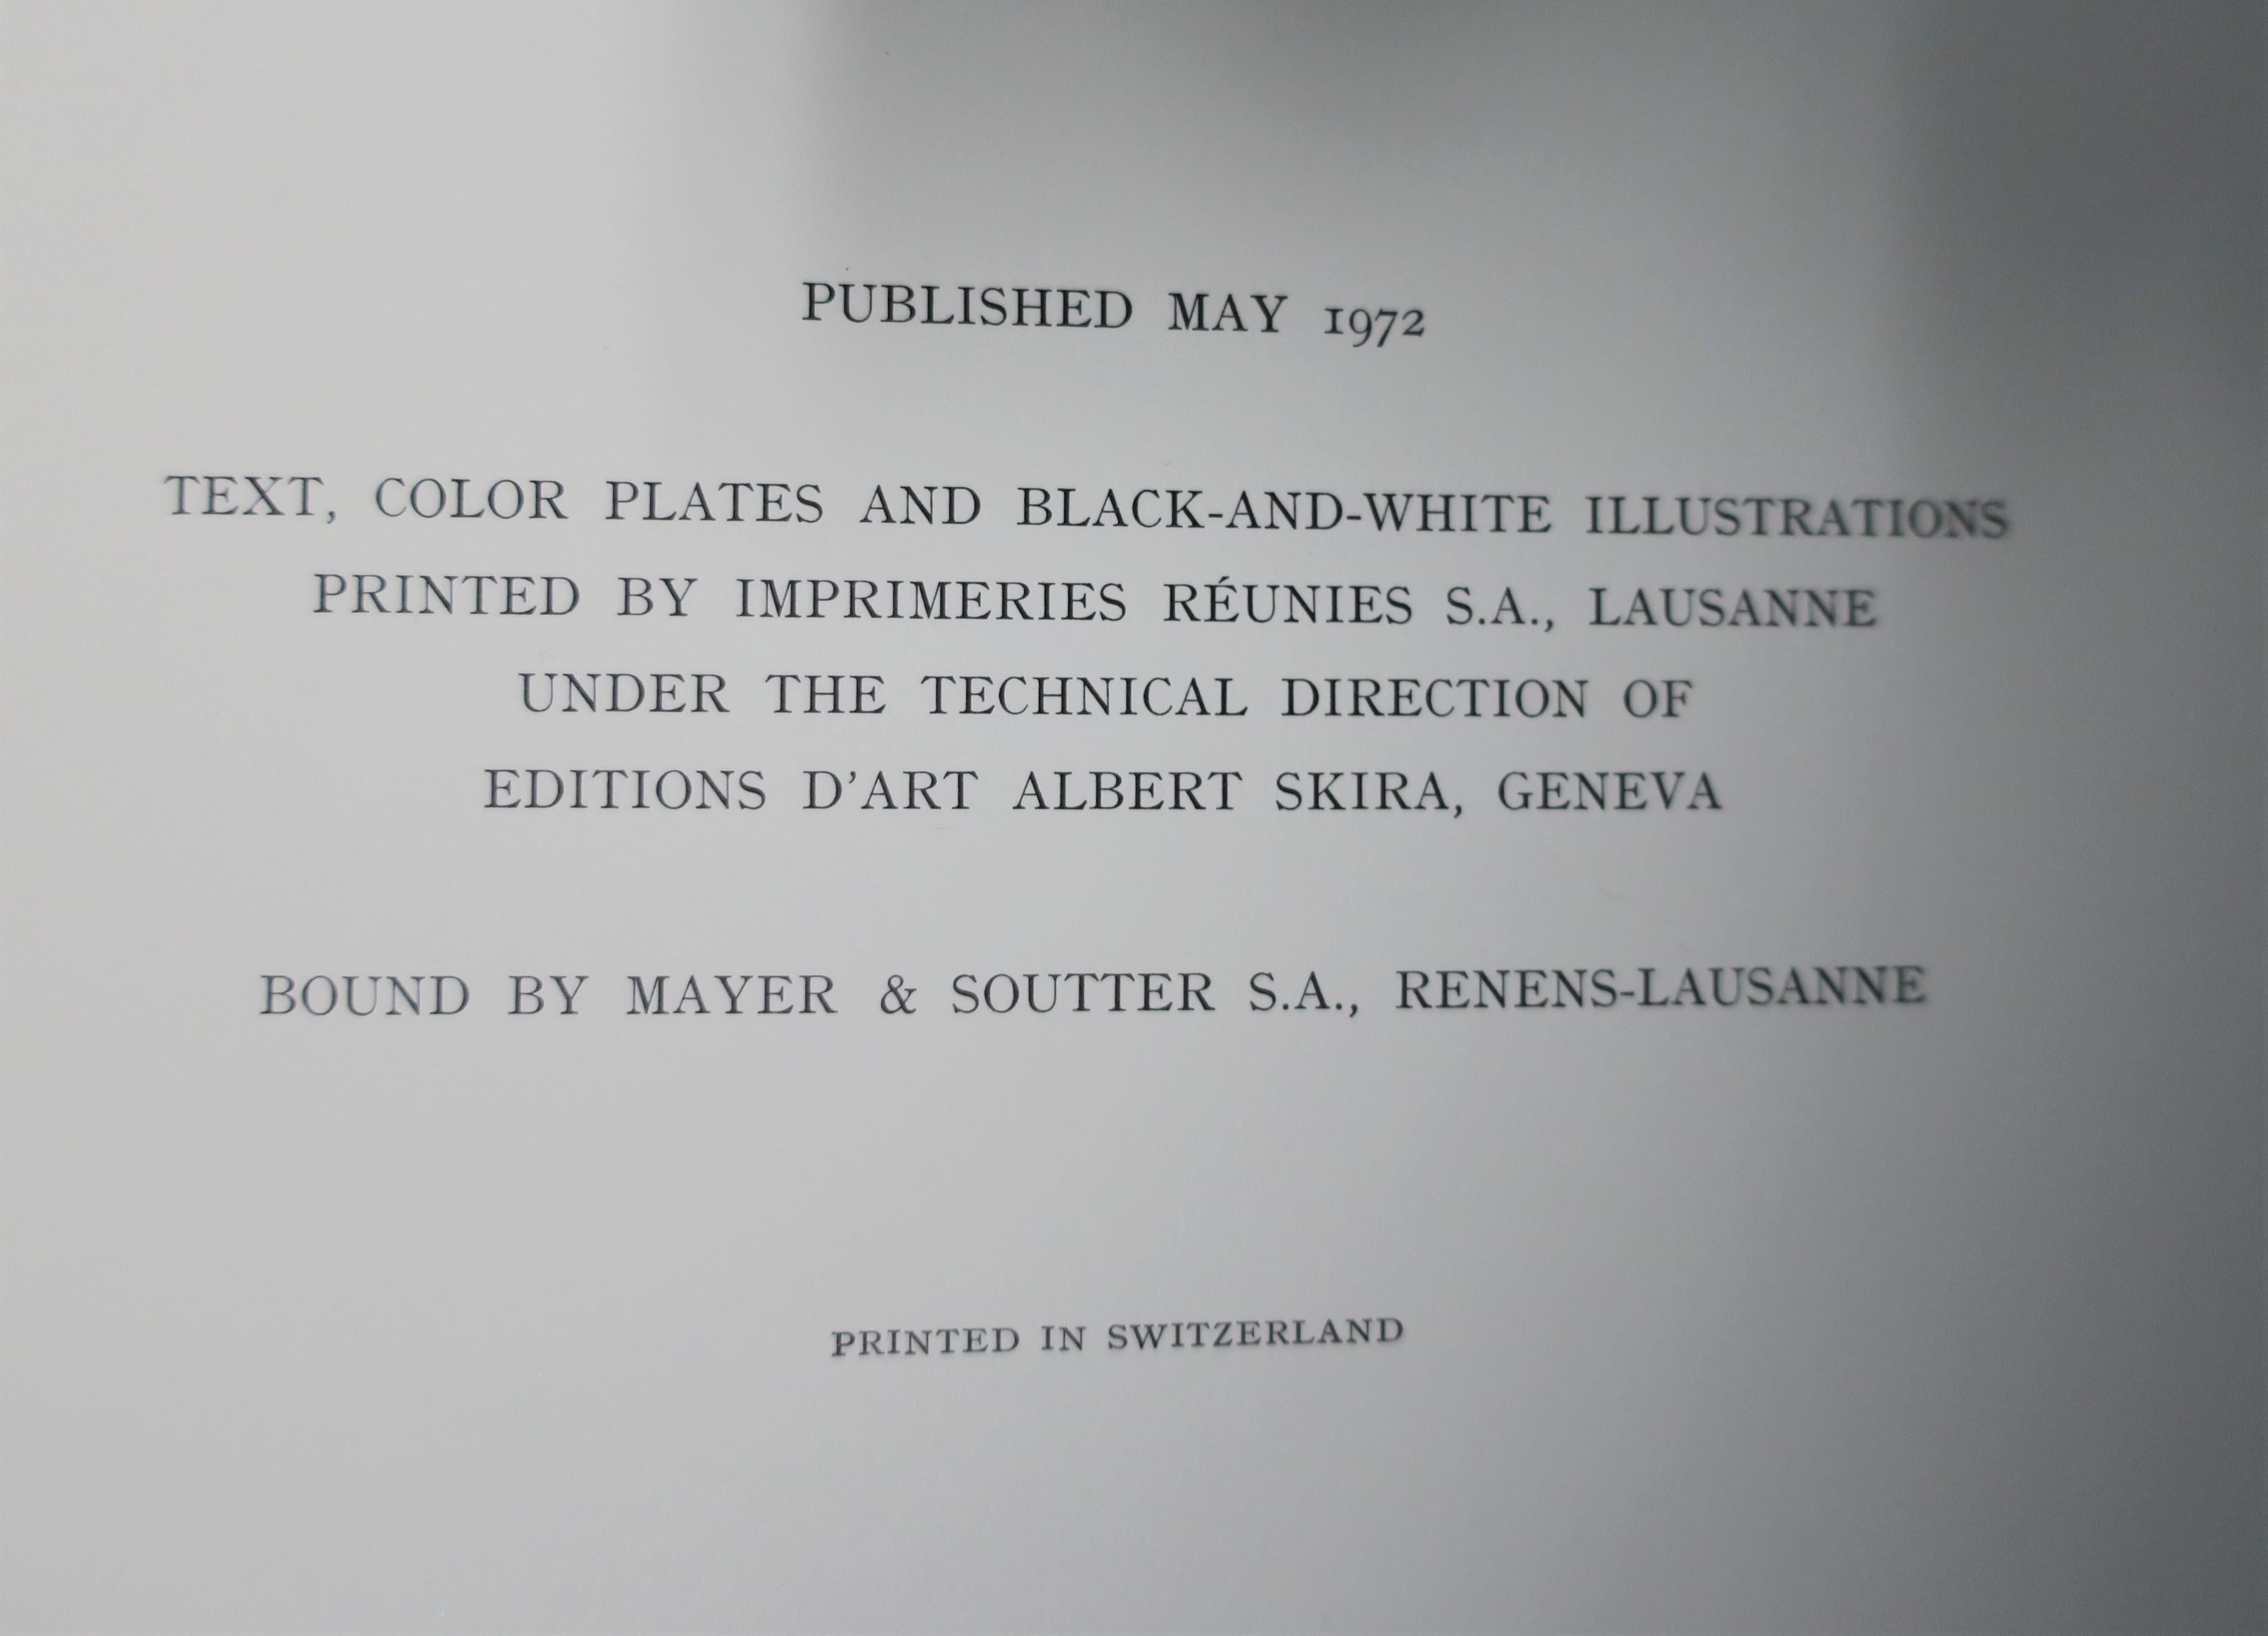 PUBLISHED MAY 1972
TEXT, COLOR PLATES AND BLACK-AND-WHITE ILLUSTRATIONS
PRINTED BY IMPRIMERIES RÉUNIES S.A., LAUSANNE
UNDER THE TECHNICAL DIRECTION OF
EDITIONS D'ART ALBERT SKIRA, GENEVA
BOUND BY MAYER & SOUTTER S.A., RENENS-LAUSANNE
PRINTED IN SWITZERLAND